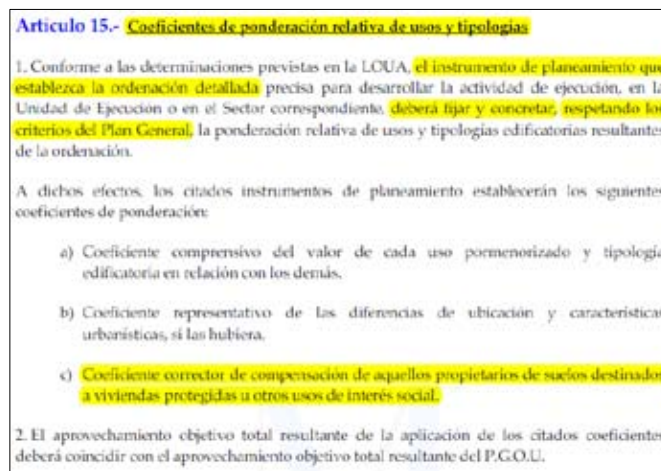 Artículo 15.- Coeficientes de ponderación relativa de usos y tipologías
1. Conforme a las determinaciones previstas en la LOUA, el instrumento de planeamiento que
establezca la ordenación detallada precisa para desarrollar la actividad de ejecución, en la
Unidad de Ejecución o en el Sector correspondiente, deberá fijar y concretar, respetando los
criterios del Plan General, la ponderación relativa de usos y tipologías edificatorias resultantes
de la ordenación.
A dichos efectos, los citados instrumentos de planeamiento establecerán los siguientes
coeficientes de ponderación:
a) Coeficiente comprensivo del valor de cada uso pormenorizado y tipología
edificatoria en relación con los demás.
b) Coeficiente representativo de las diferencias de ubicación y características
urbanísticas, si las hubiera.
c) Coeficiente corrector de compensación de aquellos propietarios de suelos destinados
a viviendas protegidas u otros usos de interés social.
2. El aprovechamiento objetivo total resultante de la aplicación de los citados coeficientes
deberá coincidir con el aprovechamiento objetivo total resultante del P.G.O.U.